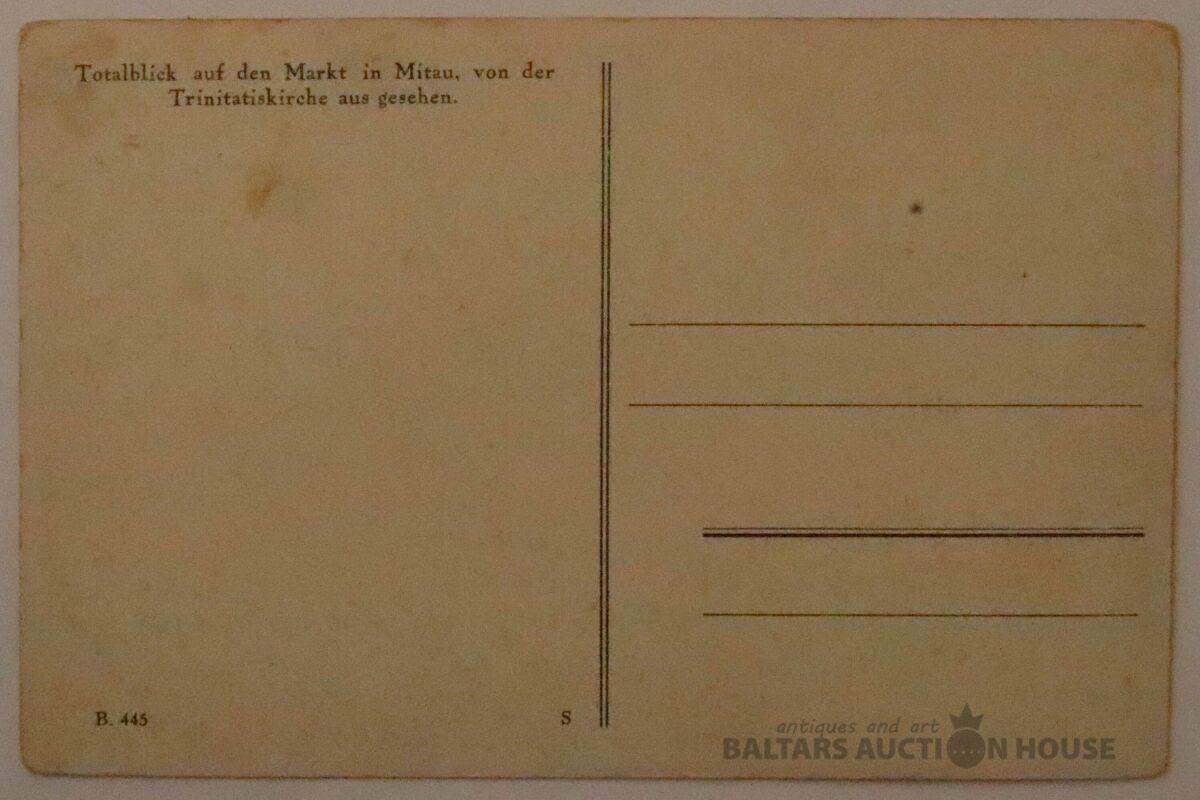 Totalblick auf den Markt in Mitau, von der
Trinitatiskirche aus gesehen.
B. 445
S
antiques and art
BALTARS AUCTION HOUSE